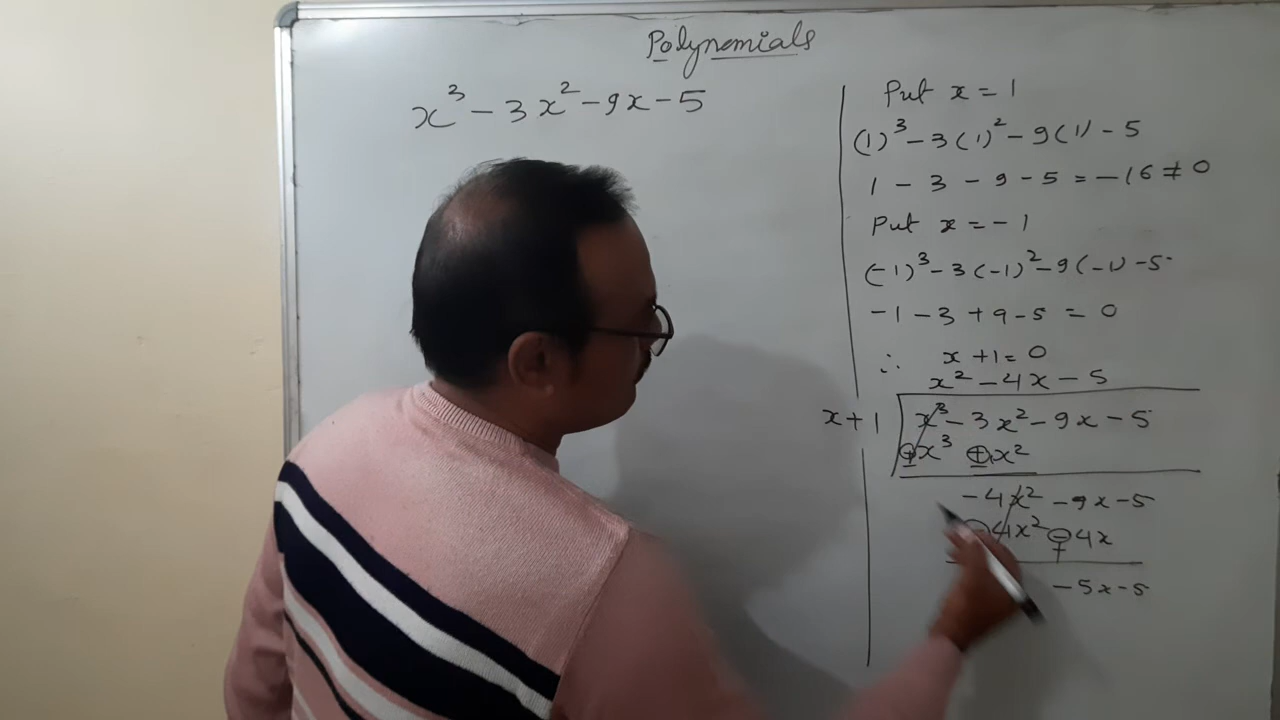 Polynomials
x³ - 3x² - 9x - 5
Put x = 1
(1)³ - 3(1)² - 9(1) - 5
1 - 3 - 9 - 5 = -16 ≠ 0
Put x = -1
(-1)³ - 3(-1)² - 9(-1) - 5
-1 - 3 + 9 - 5 = 0
∴ x + 1 = 0
x² - 4x - 5
x + 1 x³ - 3x² - 9x - 5
+x³ + x²
-4x² - 9x - 5
-4x² - 4x
+
-5x - 5